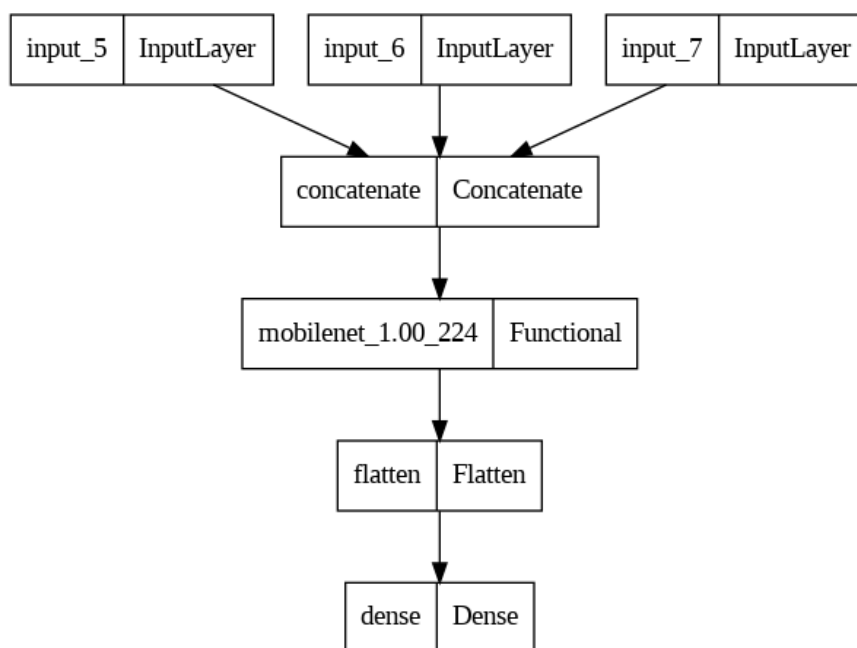 input_5 InputLayer input_6 InputLayer input_7 InputLayer
concatenate Concatenate
mobilenet_1.00_224 Functional
flatten Flatten
dense Dense